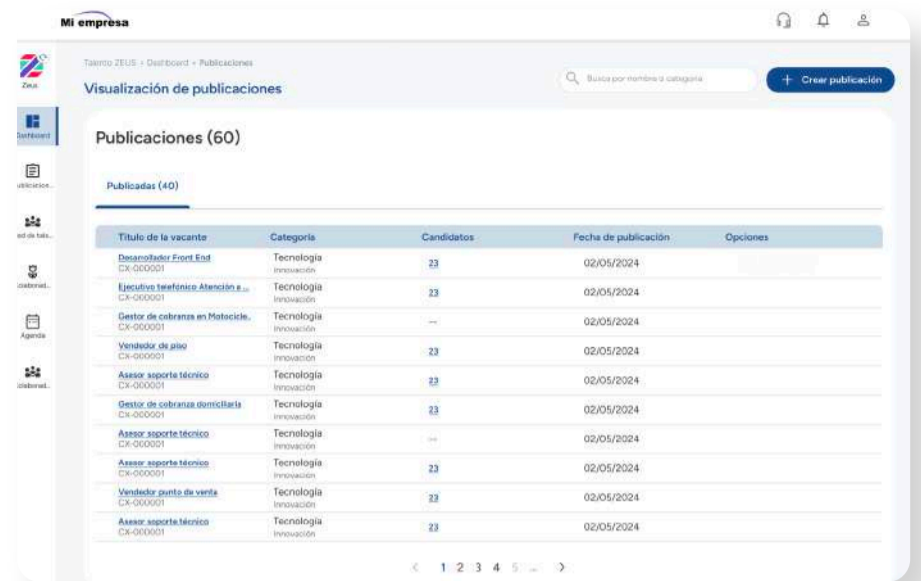 Mi empresa
Zeus
Talento ZEUS > Dashboard > Publicaciones
Visualización de publicaciones
Busca por nombre o categoría
+ Crear publicación
Dashboard
Agenda
Publicaciones (60)
Publicadas (40)
Título de la vacante Categoría Candidatos Fecha de publicación Opciones
Desarrollador Front End Tecnología 23 02/05/2024
CX-000001 Innovación
Ejecutivo telefónico Atención a ... Tecnología 23 02/05/2024
CX-000001 Innovación
Gestor de cobranza en Motocicle.. Tecnología -- 02/05/2024
CX-000001 Innovación
Vendedor de piso Tecnología 23 02/05/2024
CX-000001 Innovación
Asesor soporte técnico Tecnología 23 02/05/2024
CX-000001 Innovación
Gestor de cobranza domiciliaria Tecnología 23 02/05/2024
CX-000001 Innovación
Asesor soporte técnico Tecnología -- 02/05/2024
CX-000001 Innovación
Asesor soporte técnico Tecnología 23 02/05/2024
CX-000001 Innovación
Vendedor punto de venta Tecnología 23 02/05/2024
CX-000001 Innovación
Asesor soporte técnico Tecnología 23 02/05/2024
CX-000001 Innovación
< 1 2 3 4 5 ... >